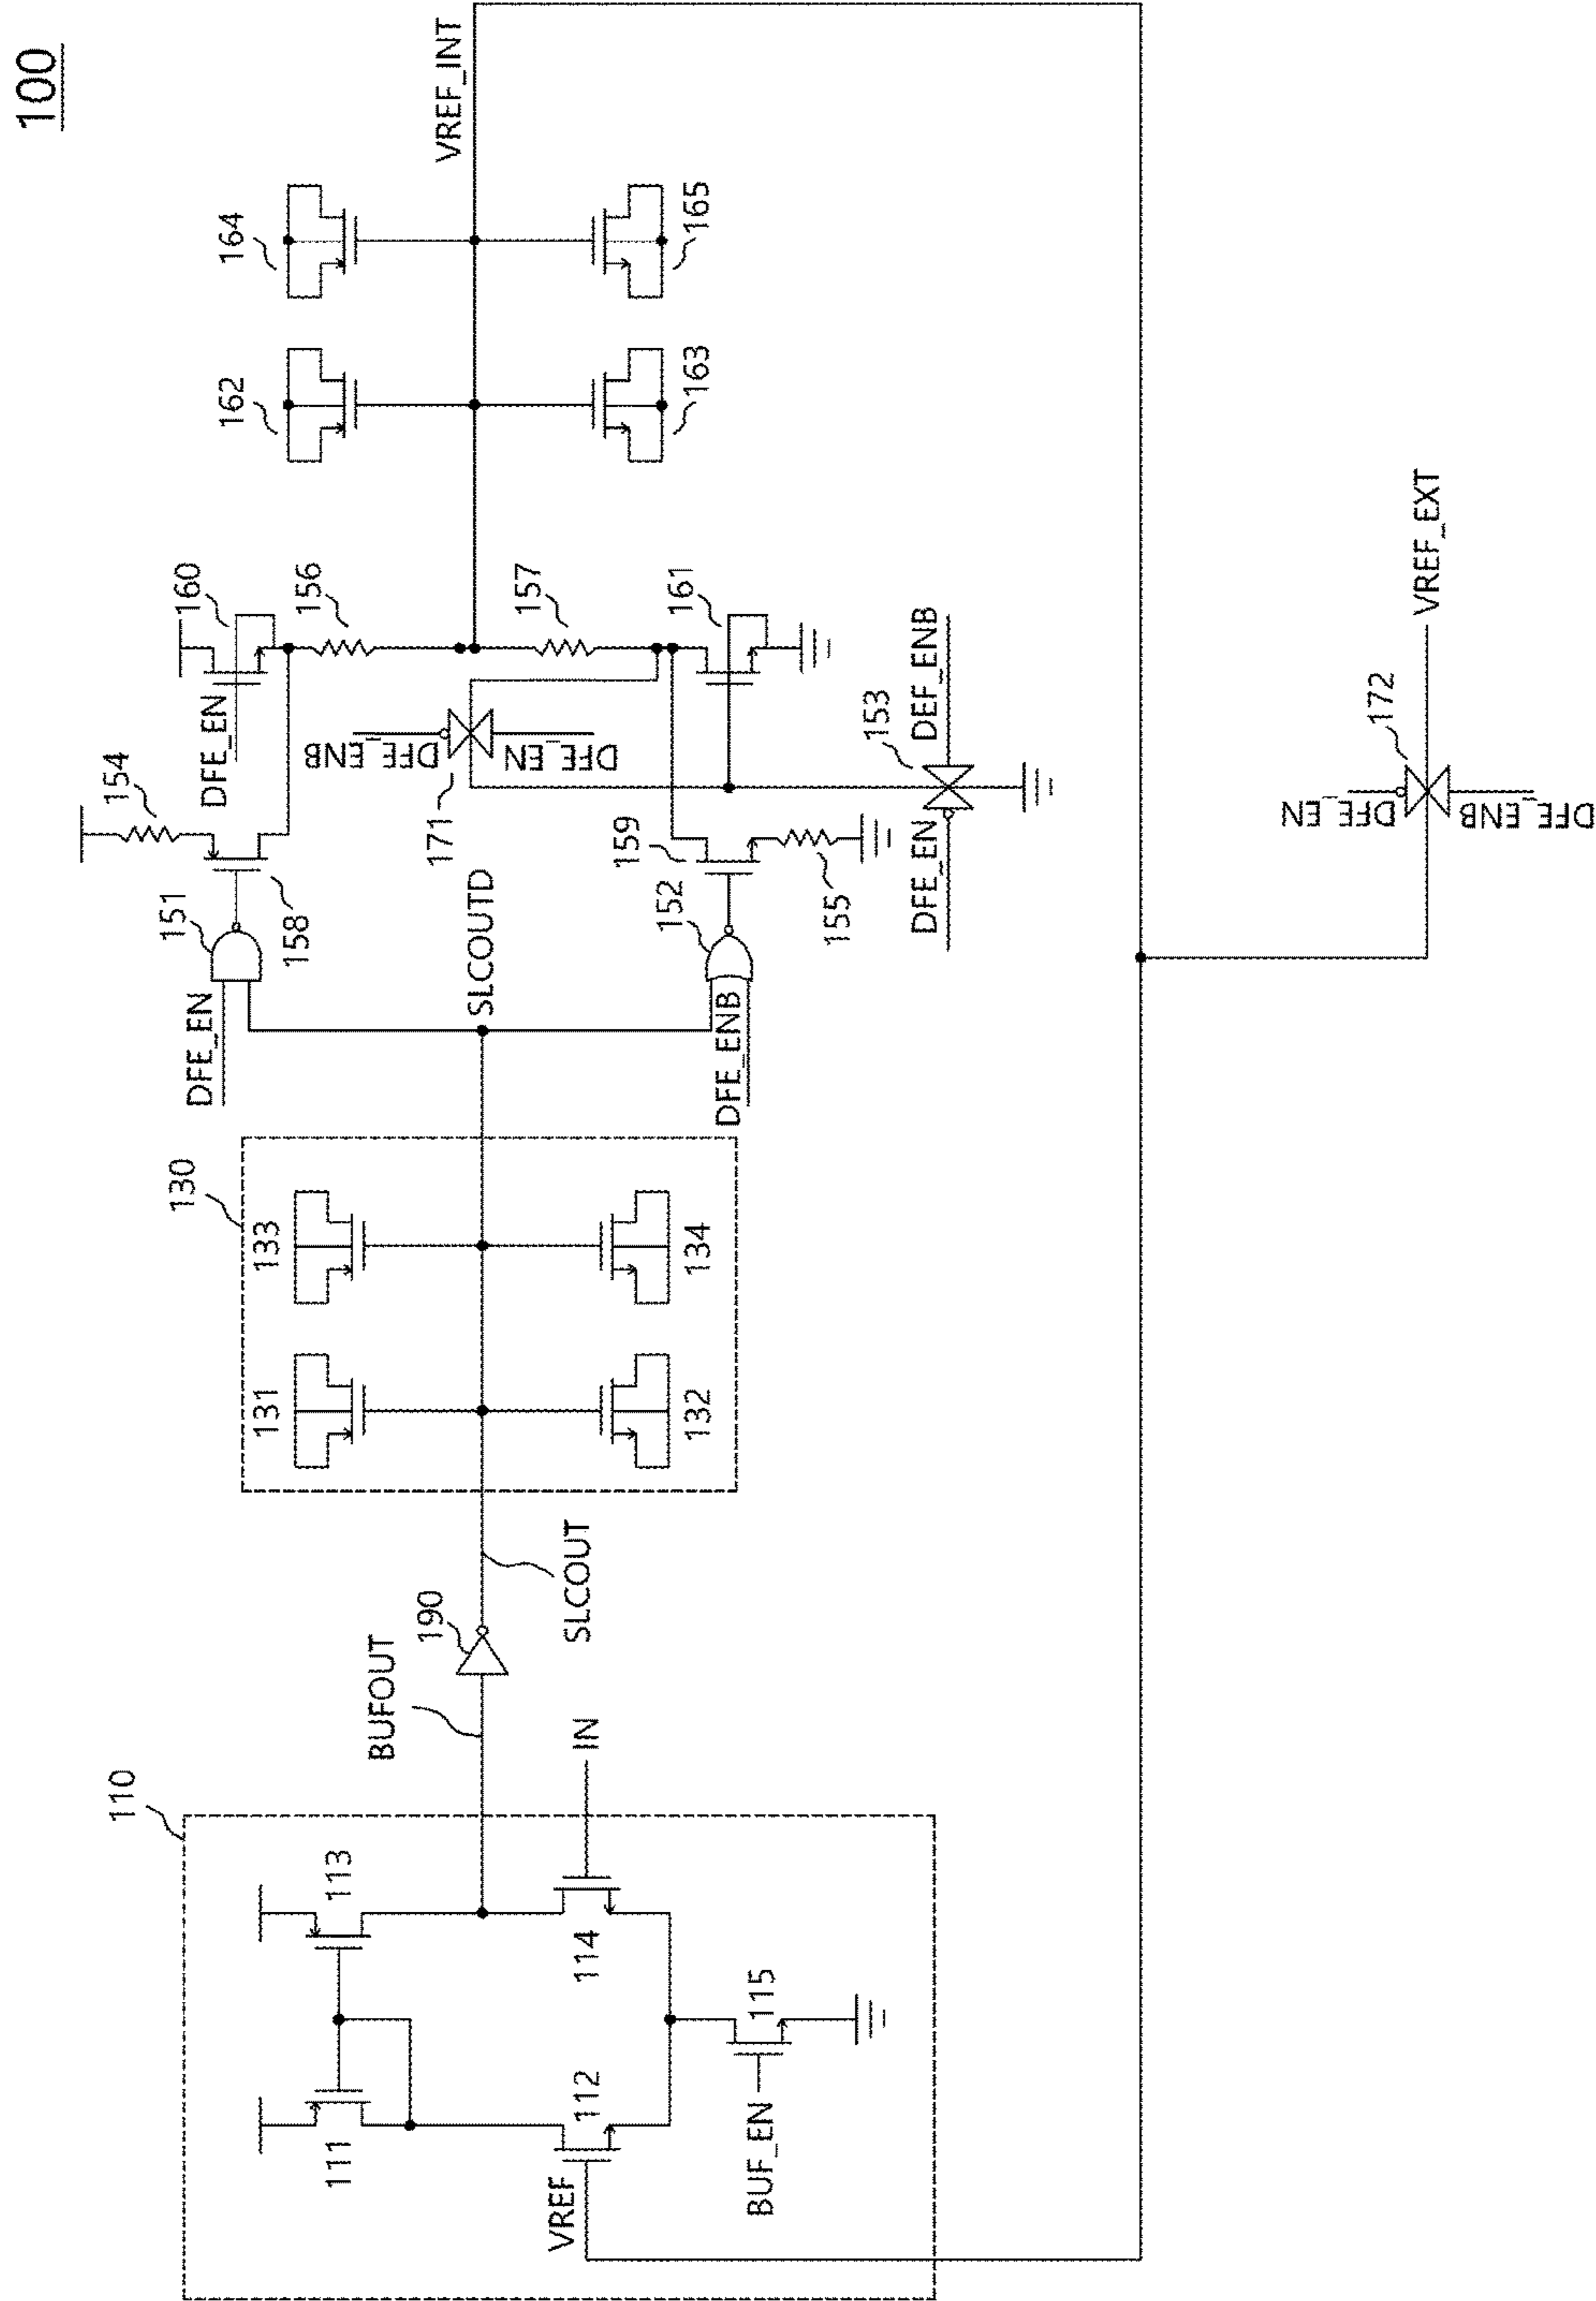 100
110
113
111
112
114
115
VREF
BUF_EN
IN
BUFOUT
190
SLCOUT
130
131
133
132
134
DFE_EN
151
154
158
DFE_EN
160
156
SLCOUTD
171
DFE_ENB
DFE_EN
157
DFE_ENB
152
159
155
161
DFE_EN
153
DEF_ENB
162
164
163
165
VREF_INT
DFE_EN
172
DFE_ENB
VREF_EXT